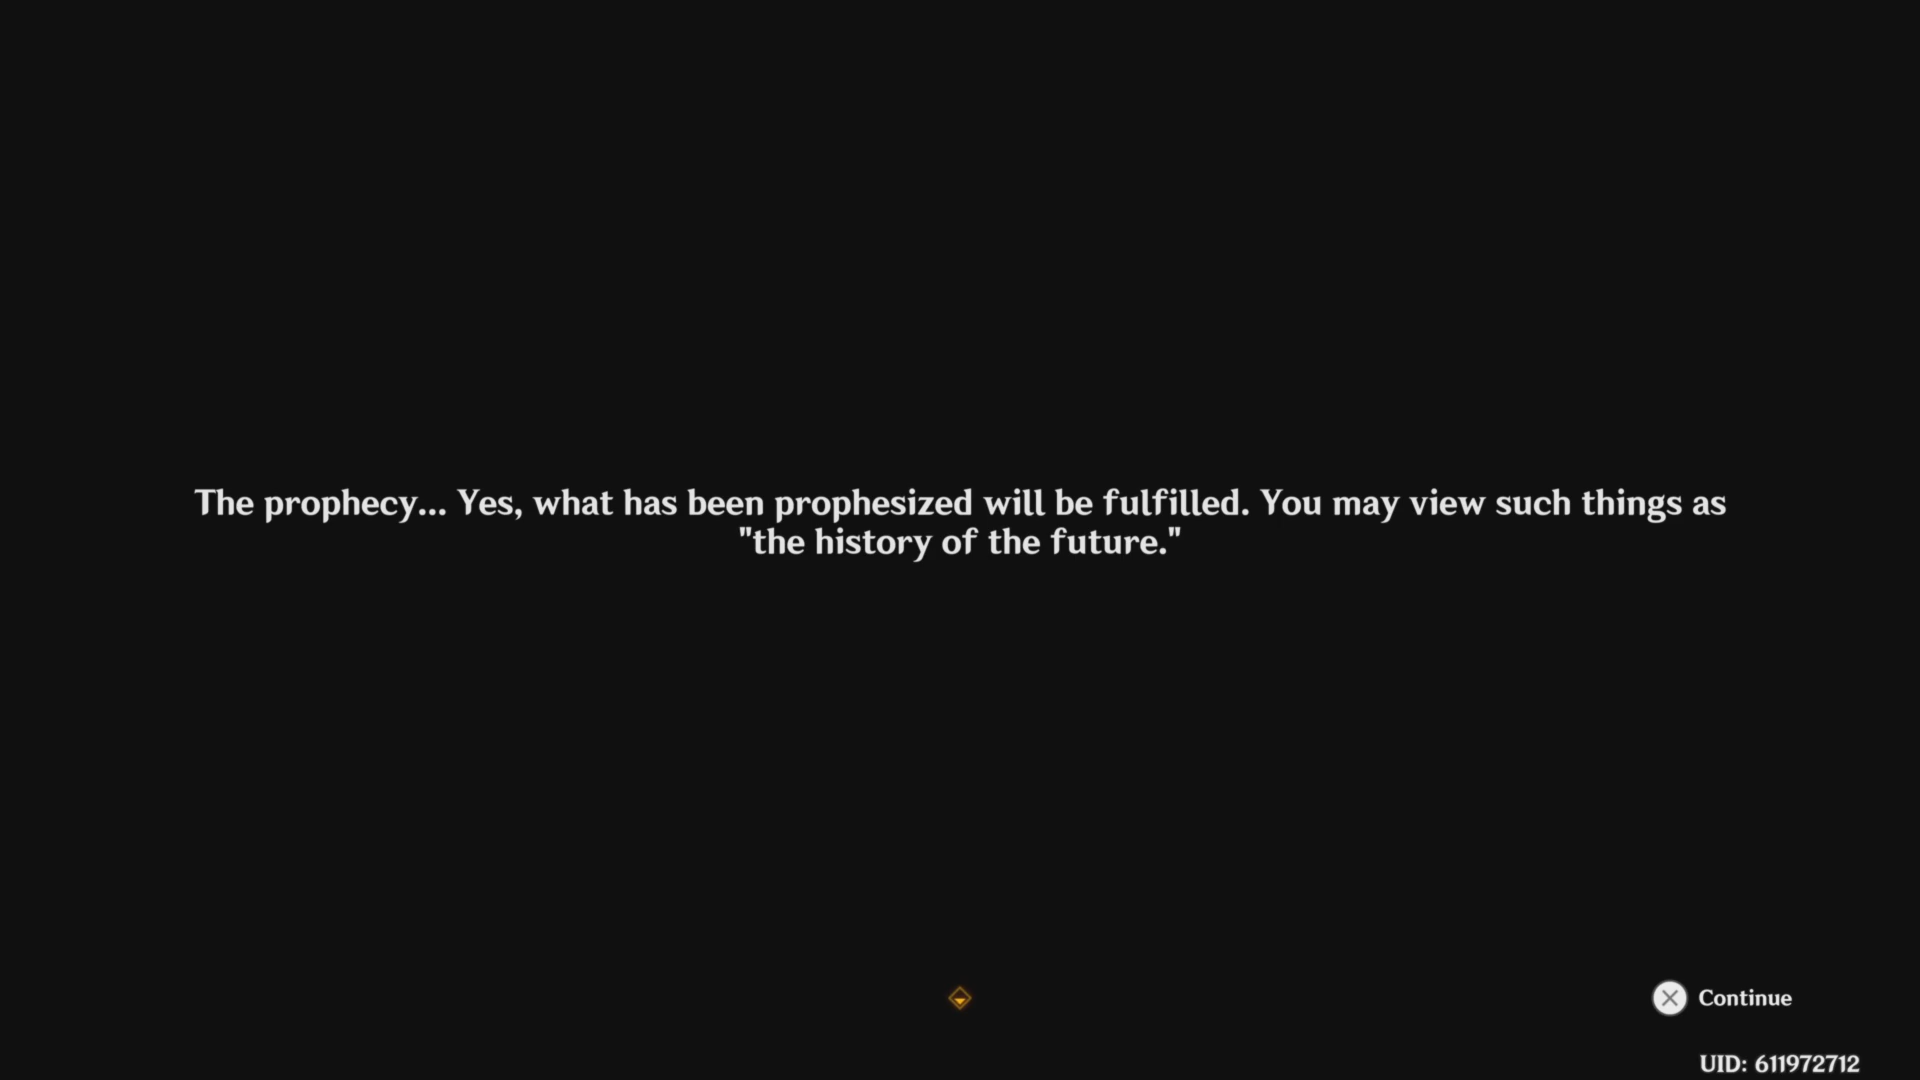 The prophecy... Yes, what has been prophesized will be fulfilled. You may view such things as
"the history of the future."
Continue
UID: 611972712